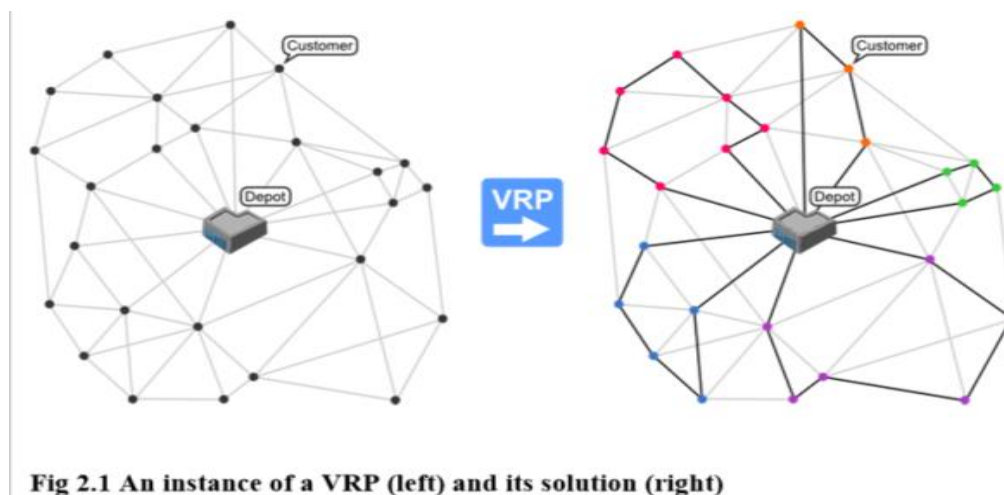 Customer
Customer
Depot
VRP
Depot
Fig 2.1 An instance of a VRP (left) and its solution (right)